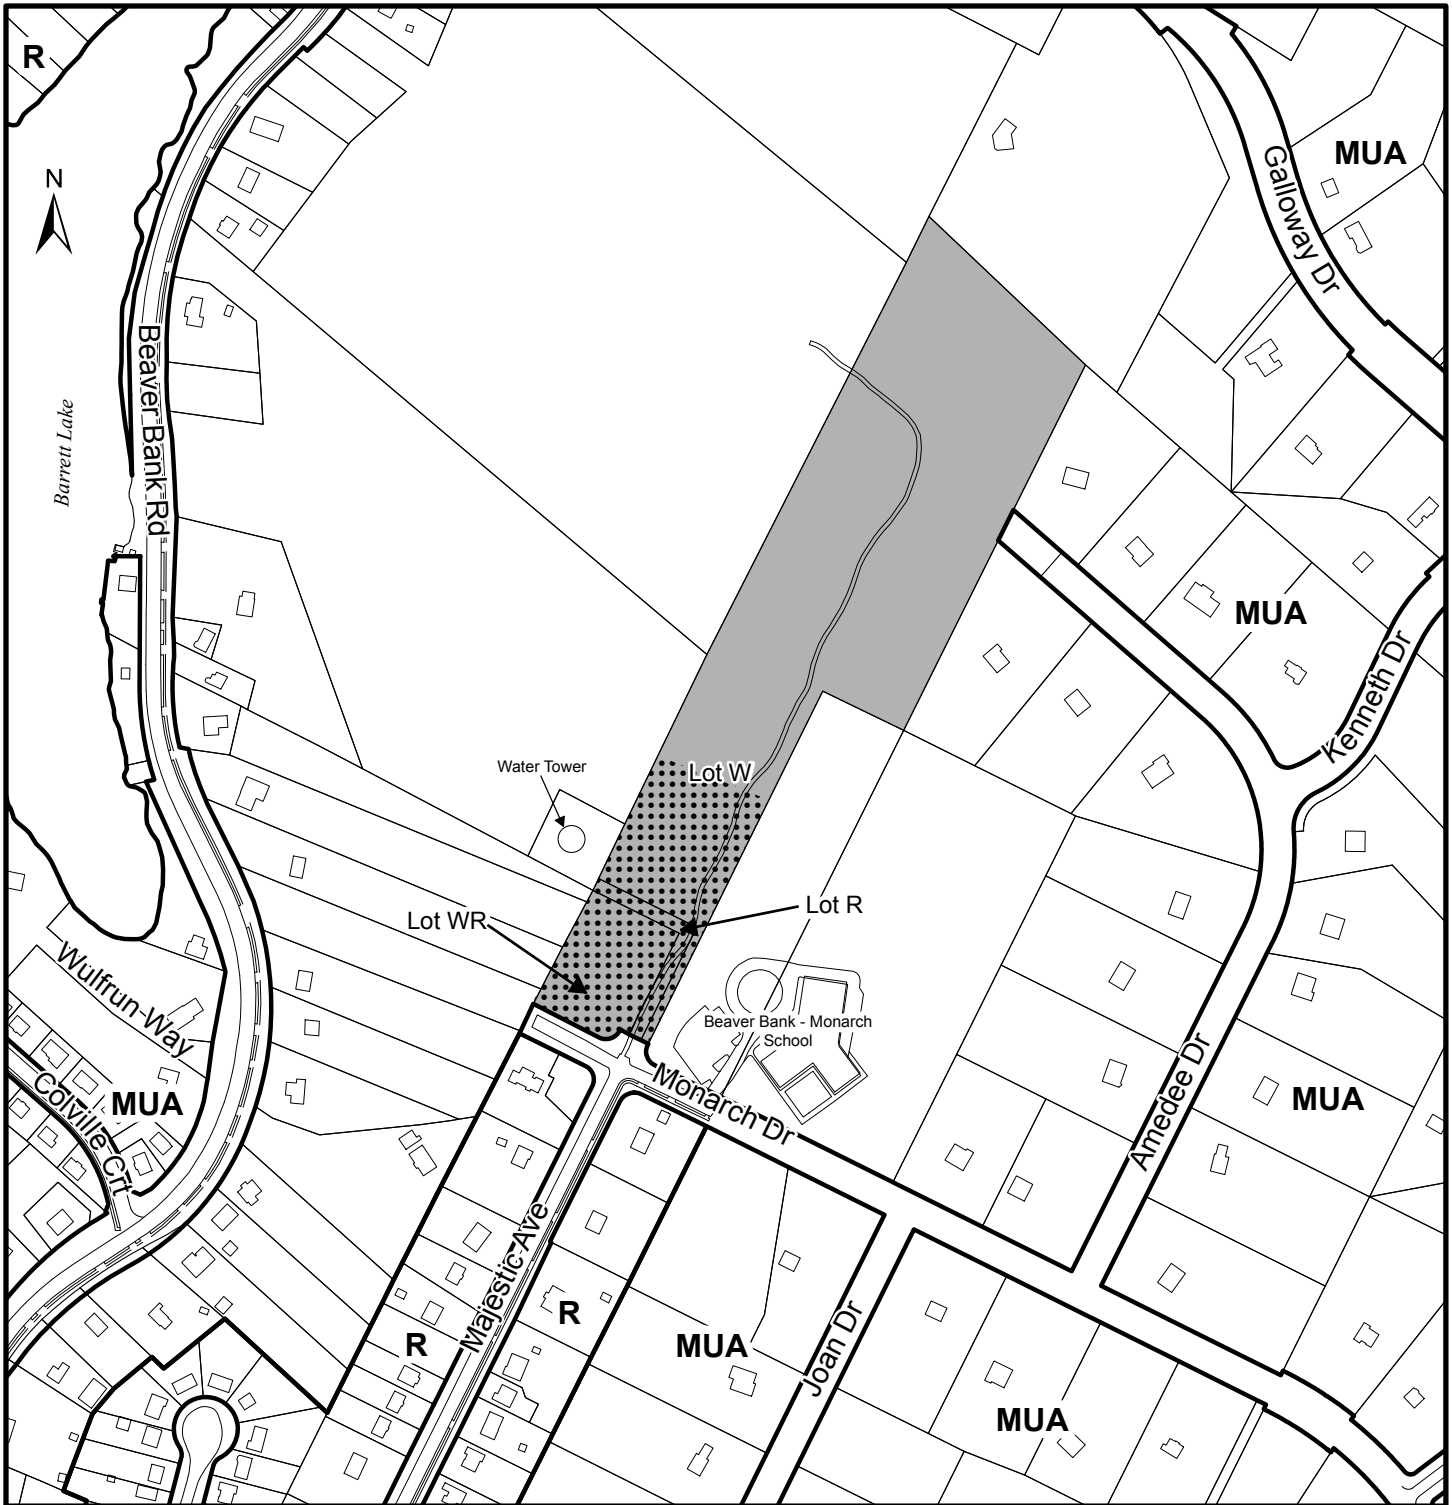 R
N
MUA
Galloway Dr
Beaver Bank Rd
Barrett Lake
MUA
Kenneth Dr
Water Tower
Lot W
Lot WR
Lot R
Wulfrun Way
Beaver Bank - Monarch
School
Colville Crt
MUA
Monarch Dr
Amedee Dr
MUA
Majestic Ave
R
R
MUA
Joan Dr
MUA